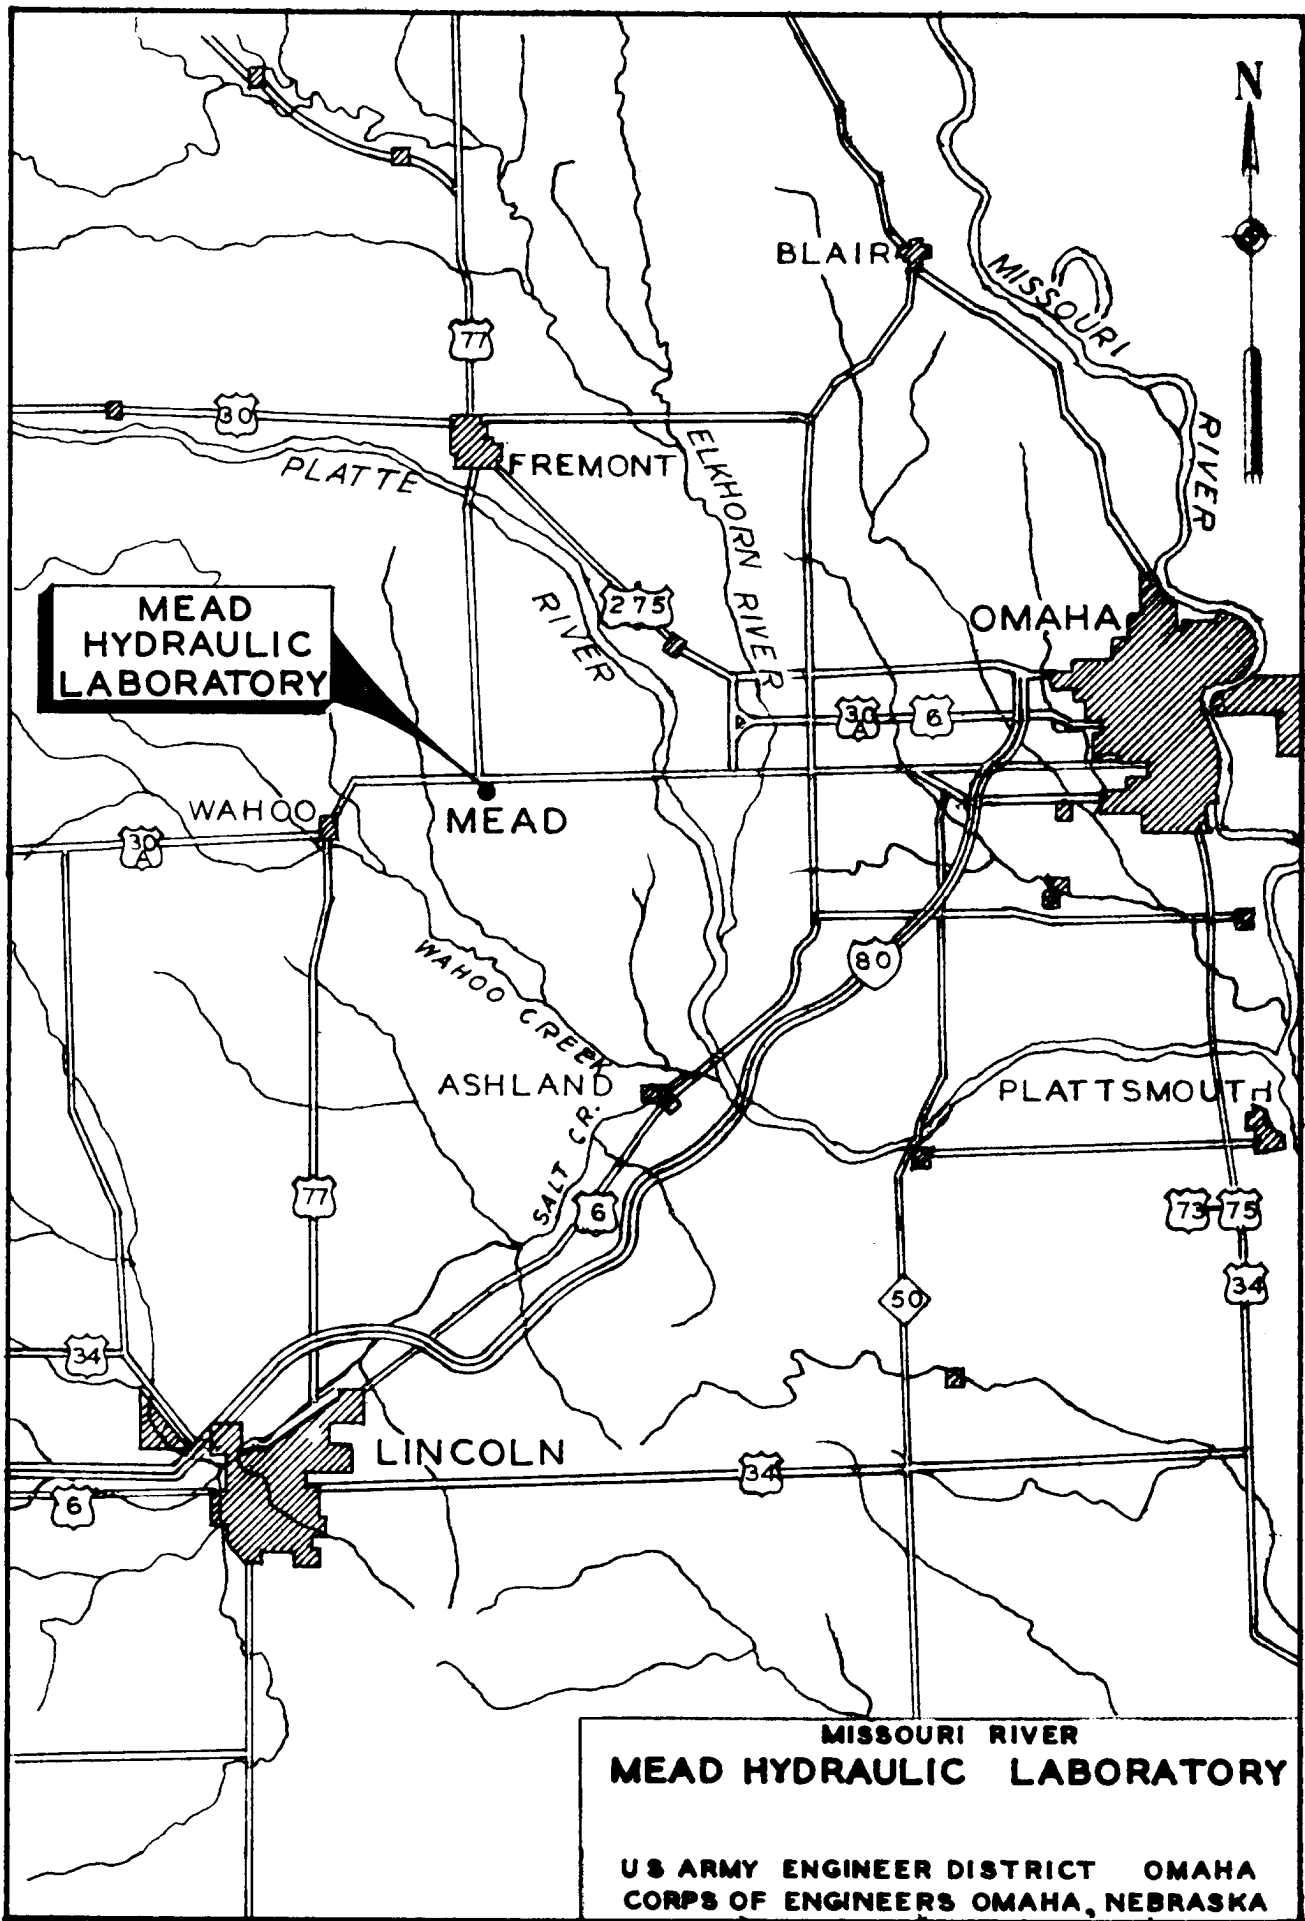 N
BLAIR
MISSOURI
RIVER
77
30
FREMONT
PLATTE
RIVER
ELKHORN RIVER
275
MEAD
HYDRAULIC
LABORATORY
OMAHA
30
A
6
WAHOO
MEAD
30
A
80
WAHOO CREEK
ASHLAND
PLATTSMOUTH
SALT CR.
77
6
73
75
50
34
34
LINCOLN
34
6
MISSOURI RIVER
MEAD HYDRAULIC LABORATORY
U S ARMY ENGINEER DISTRICT OMAHA
CORPS OF ENGINEERS OMAHA, NEBRASKA